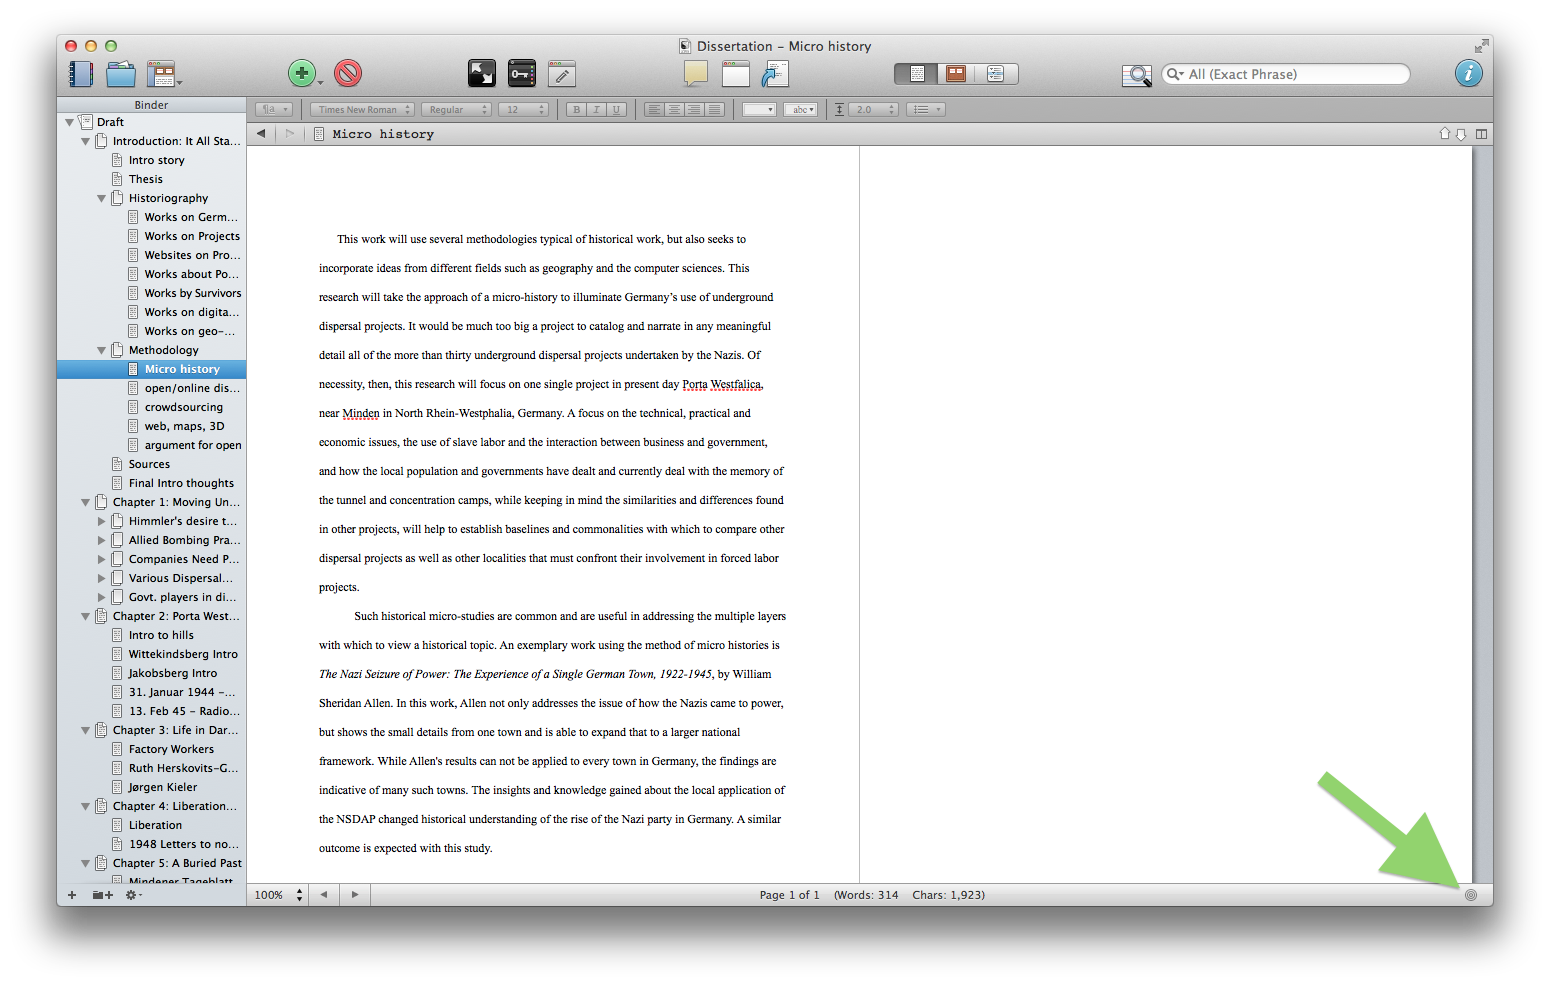 Dissertation – Micro history
All (Exact Phrase)
Binder
Times New Roman
Regular
12
B I U
abc
2.0
Draft
Introduction: It All Sta...
Intro story
Thesis
Historiography
Works on Germ...
Works on Projects
Websites on Pro...
Works about Po...
Works by Survivors
Works on digita...
Works on geo-...
Methodology
Micro history
open/online dis...
crowdsourcing
web, maps, 3D
argument for open
Sources
Final Intro thoughts
Chapter 1: Moving Un...
Himmler's desire t...
Allied Bombing Pra...
Companies Need P...
Various Dispersal...
Govt. players in di...
Chapter 2: Porta West...
Intro to hills
Wittekindsberg Intro
Jakobsberg Intro
31. Januar 1944 –...
13. Feb 45 – Radio...
Chapter 3: Life in Dar...
Factory Workers
Ruth Herskovits-G...
Jørgen Kieler
Chapter 4: Liberation...
Liberation
1948 Letters to no...
Chapter 5: A Buried Past
Mindener Tageblatt
Micro history
This work will use several methodologies typical of historical work, but also seeks to
incorporate ideas from different fields such as geography and the computer sciences. This
research will take the approach of a micro-history to illuminate Germany's use of underground
dispersal projects. It would be much too big a project to catalog and narrate in any meaningful
detail all of the more than thirty underground dispersal projects undertaken by the Nazis. Of
necessity, then, this research will focus on one single project in present day Porta Westfalica,
near Minden in North Rhein-Westphalia, Germany. A focus on the technical, practical and
economic issues, the use of slave labor and the interaction between business and government,
and how the local population and governments have dealt and currently deal with the memory of
the tunnel and concentration camps, while keeping in mind the similarities and differences found
in other projects, will help to establish baselines and commonalities with which to compare other
dispersal projects as well as other localities that must confront their involvement in forced labor
projects.
Such historical micro-studies are common and are useful in addressing the multiple layers
with which to view a historical topic. An exemplary work using the method of micro histories is
The Nazi Seizure of Power: The Experience of a Single German Town, 1922-1945, by William
Sheridan Allen. In this work, Allen not only addresses the issue of how the Nazis came to power,
but shows the small details from one town and is able to expand that to a larger national
framework. While Allen's results can not be applied to every town in Germany, the findings are
indicative of many such towns. The insights and knowledge gained about the local application of
the NSDAP changed historical understanding of the rise of the Nazi party in Germany. A similar
outcome is expected with this study.
100%
Page 1 of 1 (Words: 314 Chars: 1,923)